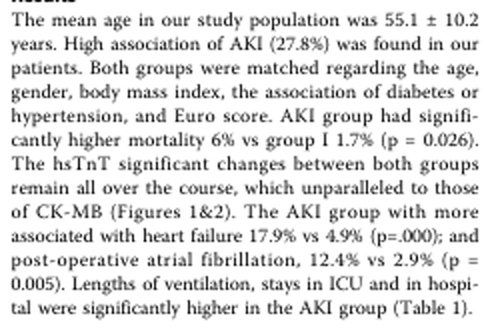 Results
The mean age in our study population was 55.1 ± 10.2
years. High association of AKI (27.8%) was found in our
patients. Both groups were matched regarding the age,
gender, body mass index, the association of diabetes or
hypertension, and Euro score. AKI group had signifi-
cantly higher mortality 6% vs group I 1.7% (p = 0.026).
The hsTnT significant changes between both groups
remain all over the course, which unparalleled to those
of CK-MB (Figures 1&2). The AKI group with more
associated with heart failure 17.9% vs 4.9% (p=.000); and
post-operative atrial fibrillation, 12.4% vs 2.9% (p =
0.005). Lengths of ventilation, stays in ICU and in hospi-
tal were significantly higher in the AKI group (Table 1).